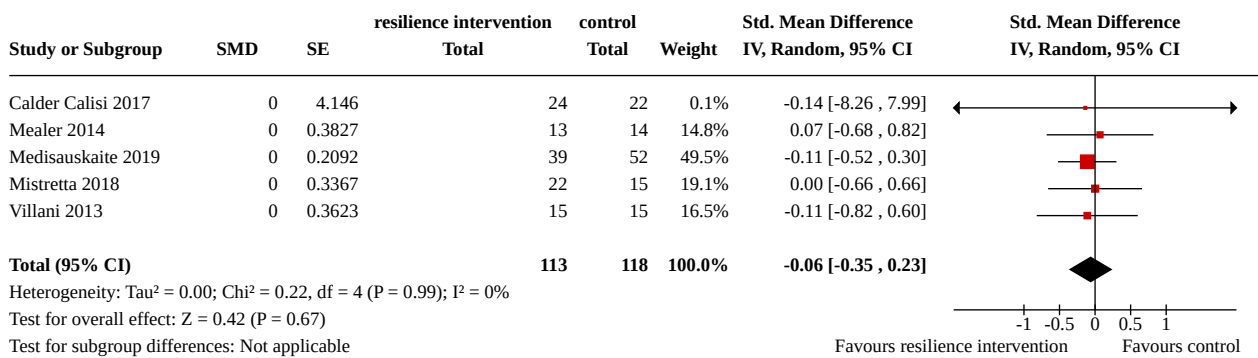 resilience intervention control Std. Mean Difference Std. Mean Difference
Study or Subgroup SMD SE Total Total Weight IV, Random, 95% CI IV, Random, 95% CI
Calder Calisi 2017 0 4.146 24 22 0.1% -0.14 [-8.26 , 7.99]
Mealer 2014 0 0.3827 13 14 14.8% 0.07 [-0.68 , 0.82]
Medisauskaite 2019 0 0.2092 39 52 49.5% -0.11 [-0.52 , 0.30]
Mistretta 2018 0 0.3367 22 15 19.1% 0.00 [-0.66 , 0.66]
Villani 2013 0 0.3623 15 15 16.5% -0.11 [-0.82 , 0.60]
Total (95% CI) 113 118 100.0% -0.06 [-0.35 , 0.23]
Heterogeneity: Tau² = 0.00; Chi² = 0.22, df = 4 (P = 0.99); I² = 0%
Test for overall effect: Z = 0.42 (P = 0.67)
-1 -0.5 0 0.5 1
Test for subgroup differences: Not applicable Favours resilience intervention Favours control